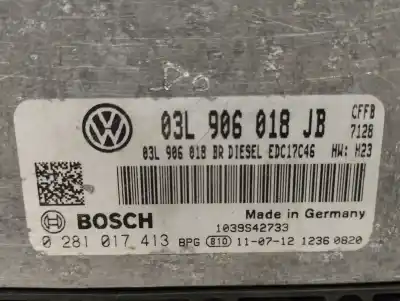 03L 906 018 JB
CFFB
7128
03L 906 018 BR DIESEL EDC17C46 HW: H23
BOSCH
Made in Germany
1039S42733
0 281 017 413 BPG 810 11-07-12 1236 0820